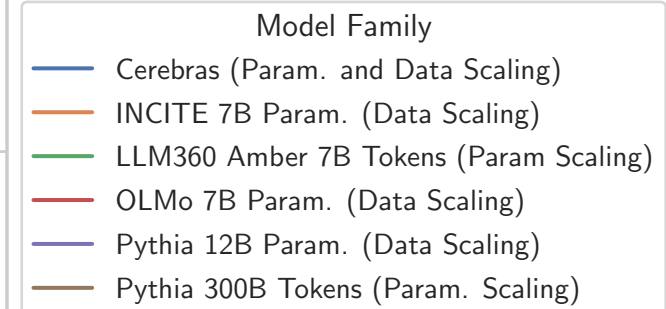 Model Family
Cerebras (Param. and Data Scaling)
INCITE 7B Param. (Data Scaling)
LLM360 Amber 7B Tokens (Param Scaling)
OLMo 7B Param. (Data Scaling)
Pythia 12B Param. (Data Scaling)
Pythia 300B Tokens (Param. Scaling)